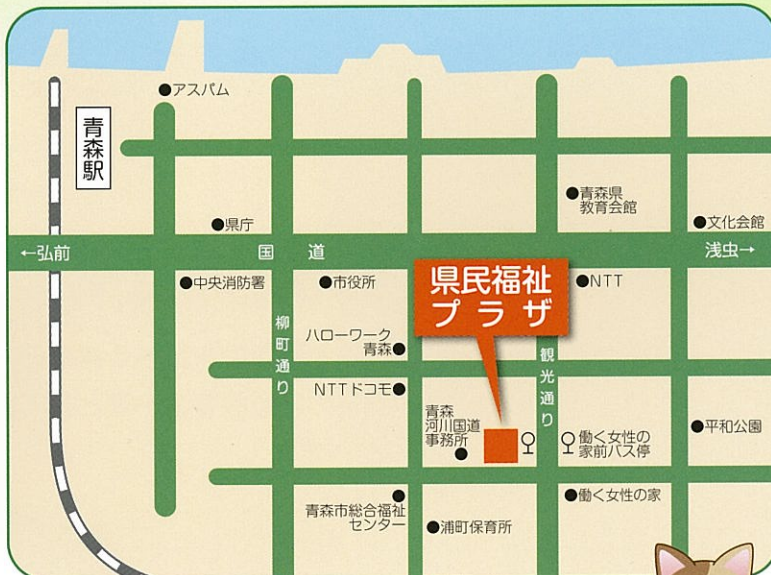 アスパム
青森駅
青森県
教育会館
県庁
文化会館
←弘前
国道
浅虫→
中央消防署
市役所
県民福祉
プラザ
NTT
柳町通り
ハローワーク
青森
観光通り
NTTドコモ
青森
河川国道
事務所
働く女性の
家前バス停
平和公園
青森市総合福祉
センター
浦町保育所
働く女性の家